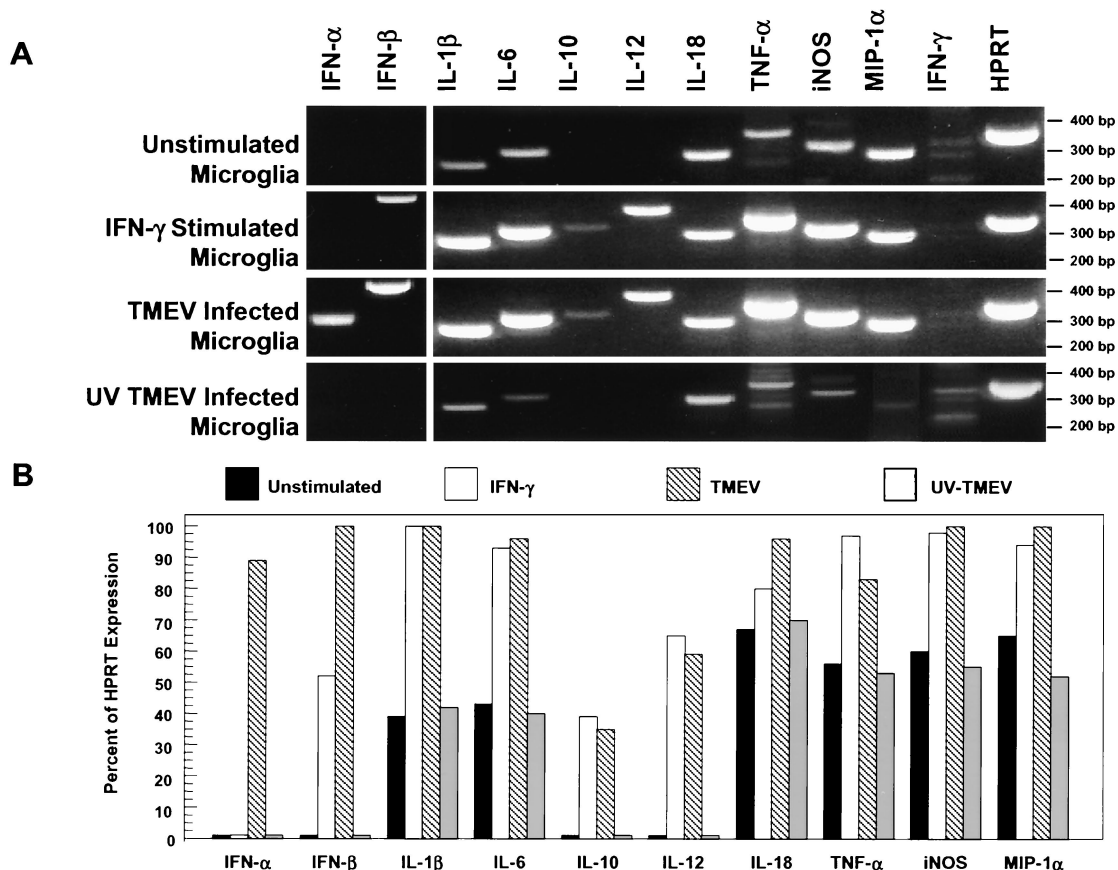 A
IFN-α IFN-β IL-1β IL-6 IL-10 IL-12 IL-18 TNF-α iNOS MIP-1α IFN-γ HPRT
Unstimulated
Microglia
400 bp
300 bp
200 bp
IFN-γ Stimulated
Microglia
400 bp
300 bp
200 bp
TMEV Infected
Microglia
400 bp
300 bp
200 bp
UV TMEV Infected
Microglia
400 bp
300 bp
200 bp
B
Unstimulated IFN-γ TMEV UV-TMEV
Percent of HPRT Expression
100
90
80
70
60
50
40
30
20
10
0
IFN-α IFN-β IL-1β IL-6 IL-10 IL-12 IL-18 TNF-α iNOS MIP-1α